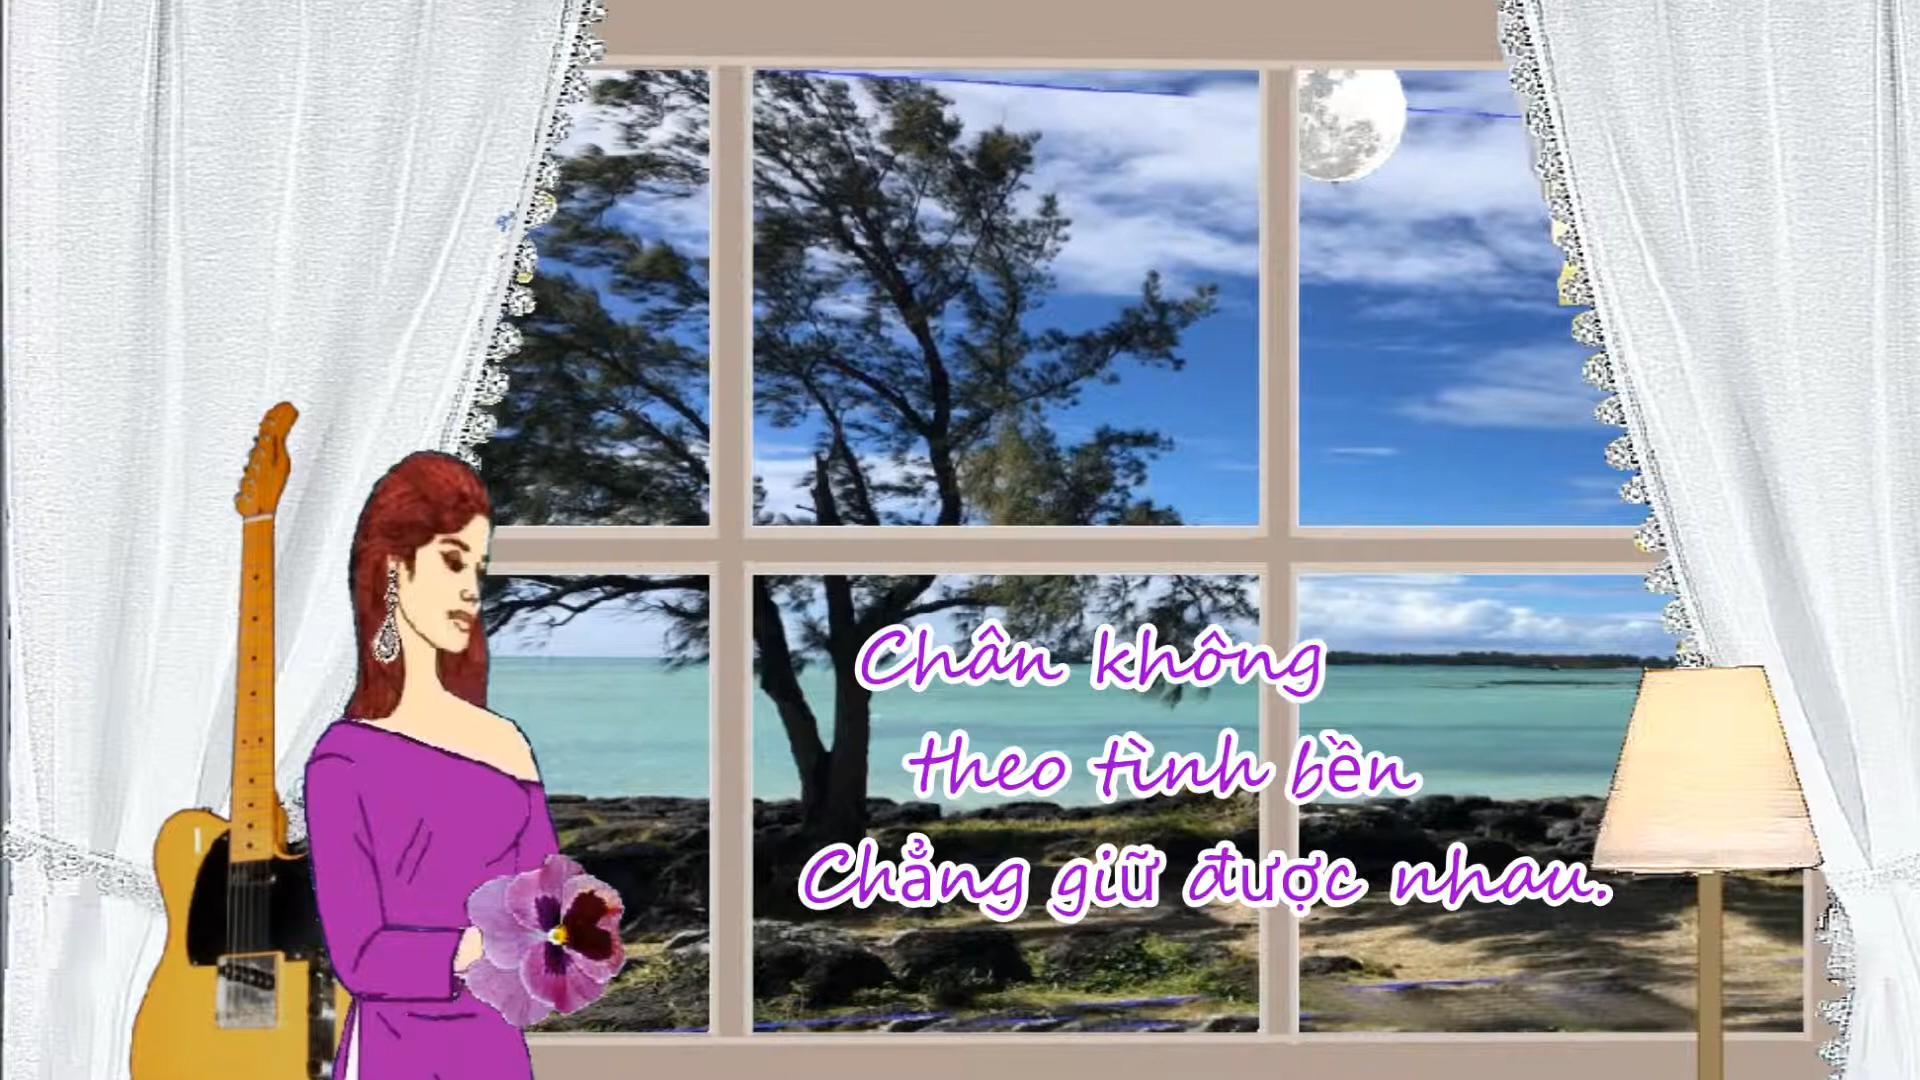 Chân không
theo tình bền
Chẳng giữ được nhau.